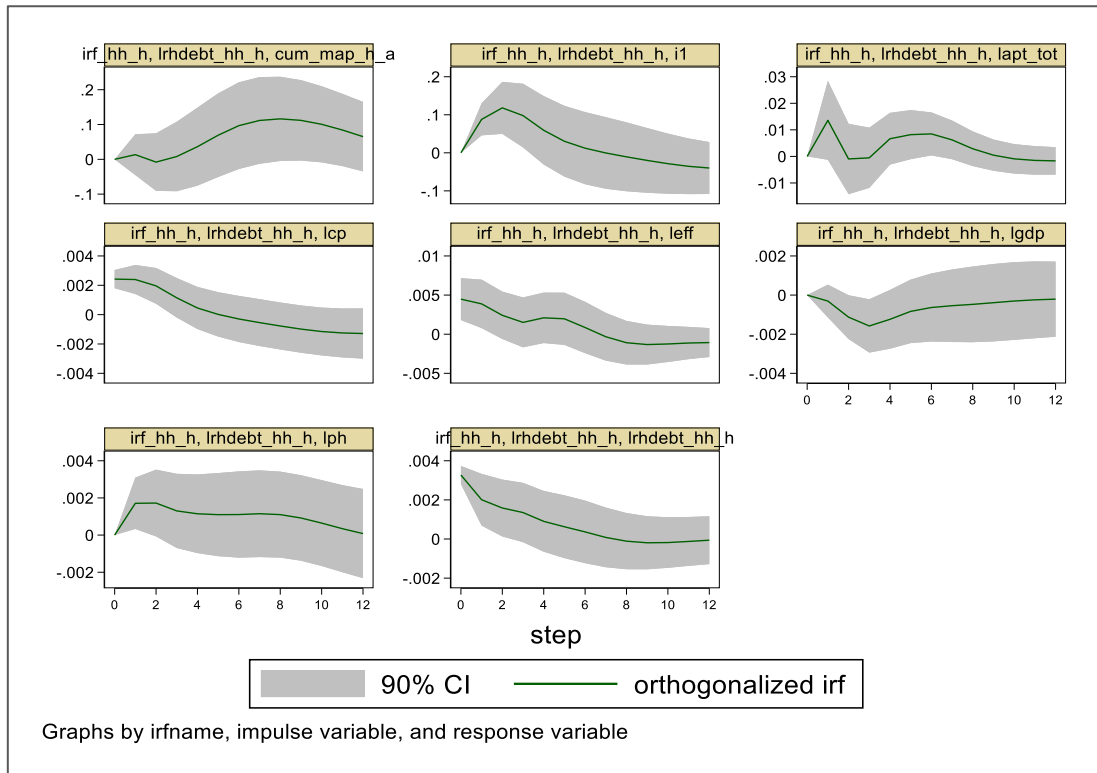 irf_hh_h, lrhdebt_hh_h, cum_map_h_a
.2
.1
0
-.1
irf_hh_h, lrhdebt_hh_h, i1
.2
.1
0
-.1
irf_hh_h, lrhdebt_hh_h, lapt_tot
.03
.02
.01
0
-.01
irf_hh_h, lrhdebt_hh_h, lcp
.004
.002
0
-.002
-.004
irf_hh_h, lrhdebt_hh_h, leff
.01
.005
0
-.005
irf_hh_h, lrhdebt_hh_h, lgdp
.002
0
-.002
-.004
0 2 4 6 8 10 12
irf_hh_h, lrhdebt_hh_h, lph
.004
.002
0
-.002
0 2 4 6 8 10 12
irf_hh_h, lrhdebt_hh_h, lrhdebt_hh_h
.004
.002
0
-.002
0 2 4 6 8 10 12
step
90% CI orthogonalized irf
Graphs by irfname, impulse variable, and response variable